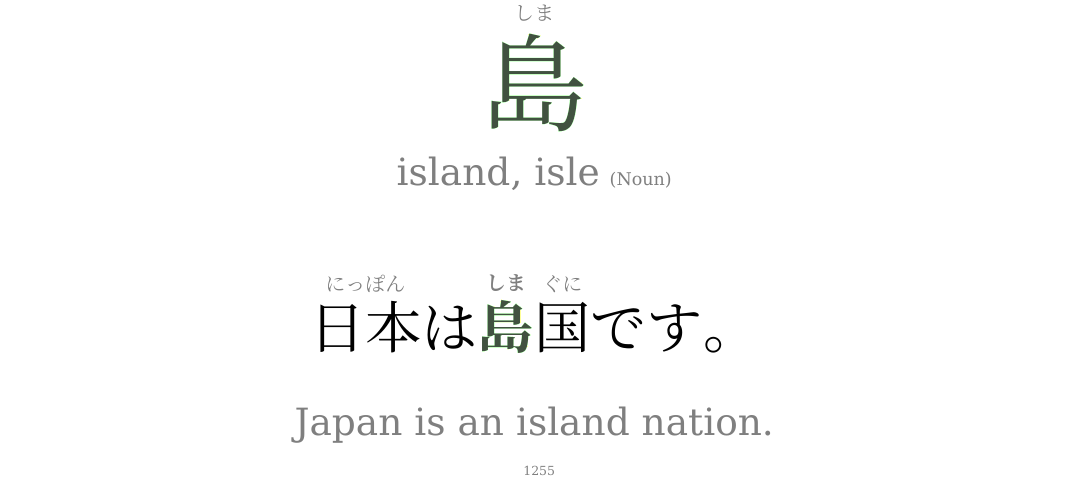 しま
島
island, isle (Noun)
にっぽん しま ぐに
日本は島国です。
Japan is an island nation.
1255